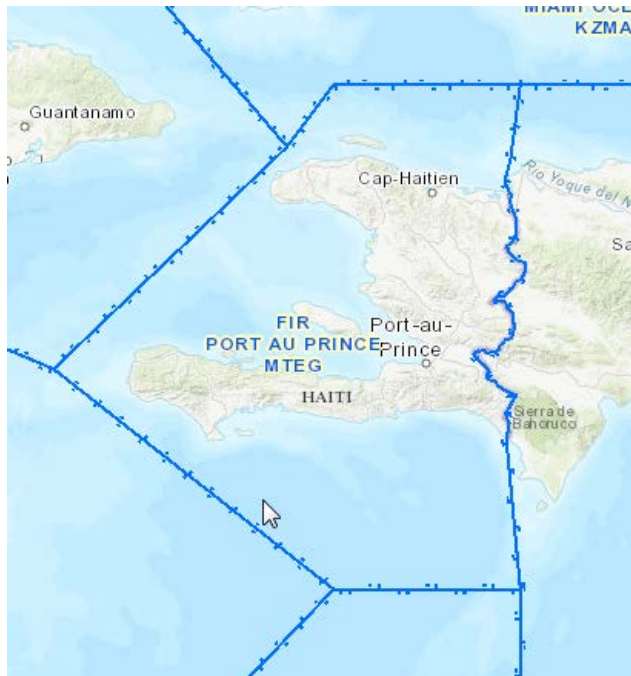 MIAMI OCE
KZMA
Guantanamo
Cap-Haitien
Rio Yaque del N
Sa
FIR
PORT AU PRINCE
MTEG
Port-au-
Prince
HAITI
Sierra de
Bahoruco